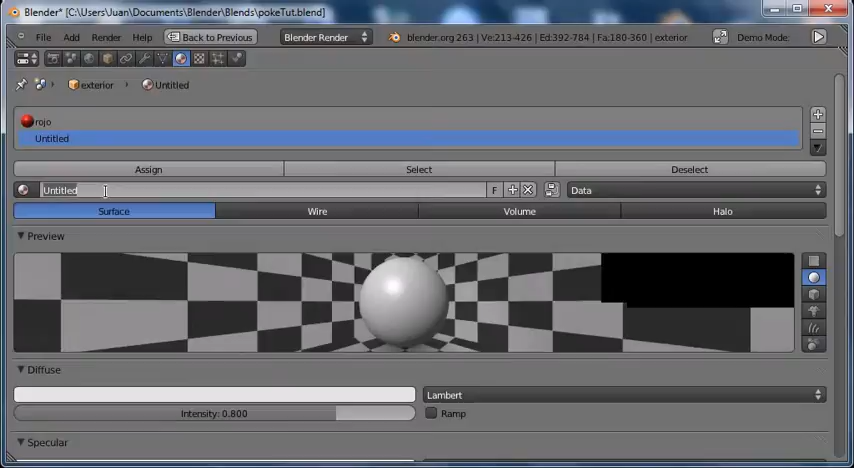 Blender* [C:\Users\Juan\Documents\Blender\Blends\pokeTut.blend]
File Add Render Back to Previous Blender Render blender.org 263 | Ve:213-426 | Ed:392-784 | Fa:180-360 | exterior Demo Mode:
exterior Untitled
rojo
Untitled
Assign Select Deselect
Untitled F Data
Surface Wire Volume Halo
Preview
Diffuse
Lambert
Intensity: 0.800 Ramp
Specular